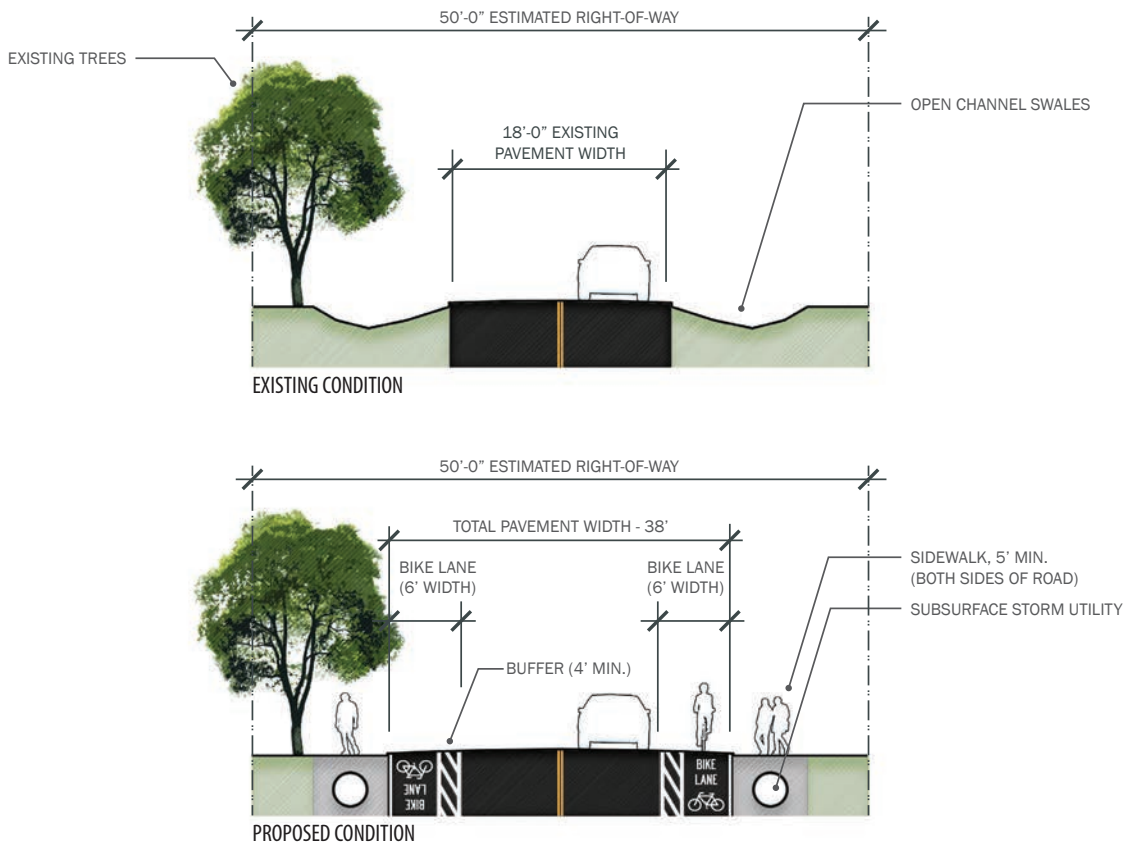 50’-0” ESTIMATED RIGHT-OF-WAY
EXISTING TREES
OPEN CHANNEL SWALES
18’-0” EXISTING
PAVEMENT WIDTH
EXISTING CONDITION
50’-0” ESTIMATED RIGHT-OF-WAY
TOTAL PAVEMENT WIDTH - 38’
BIKE LANE
(6’ WIDTH)
BIKE LANE
(6’ WIDTH)
SIDEWALK, 5’ MIN.
(BOTH SIDES OF ROAD)
SUBSURFACE STORM UTILITY
BUFFER (4’ MIN.)
BIKE
LANE
BIKE
LANE
PROPOSED CONDITION